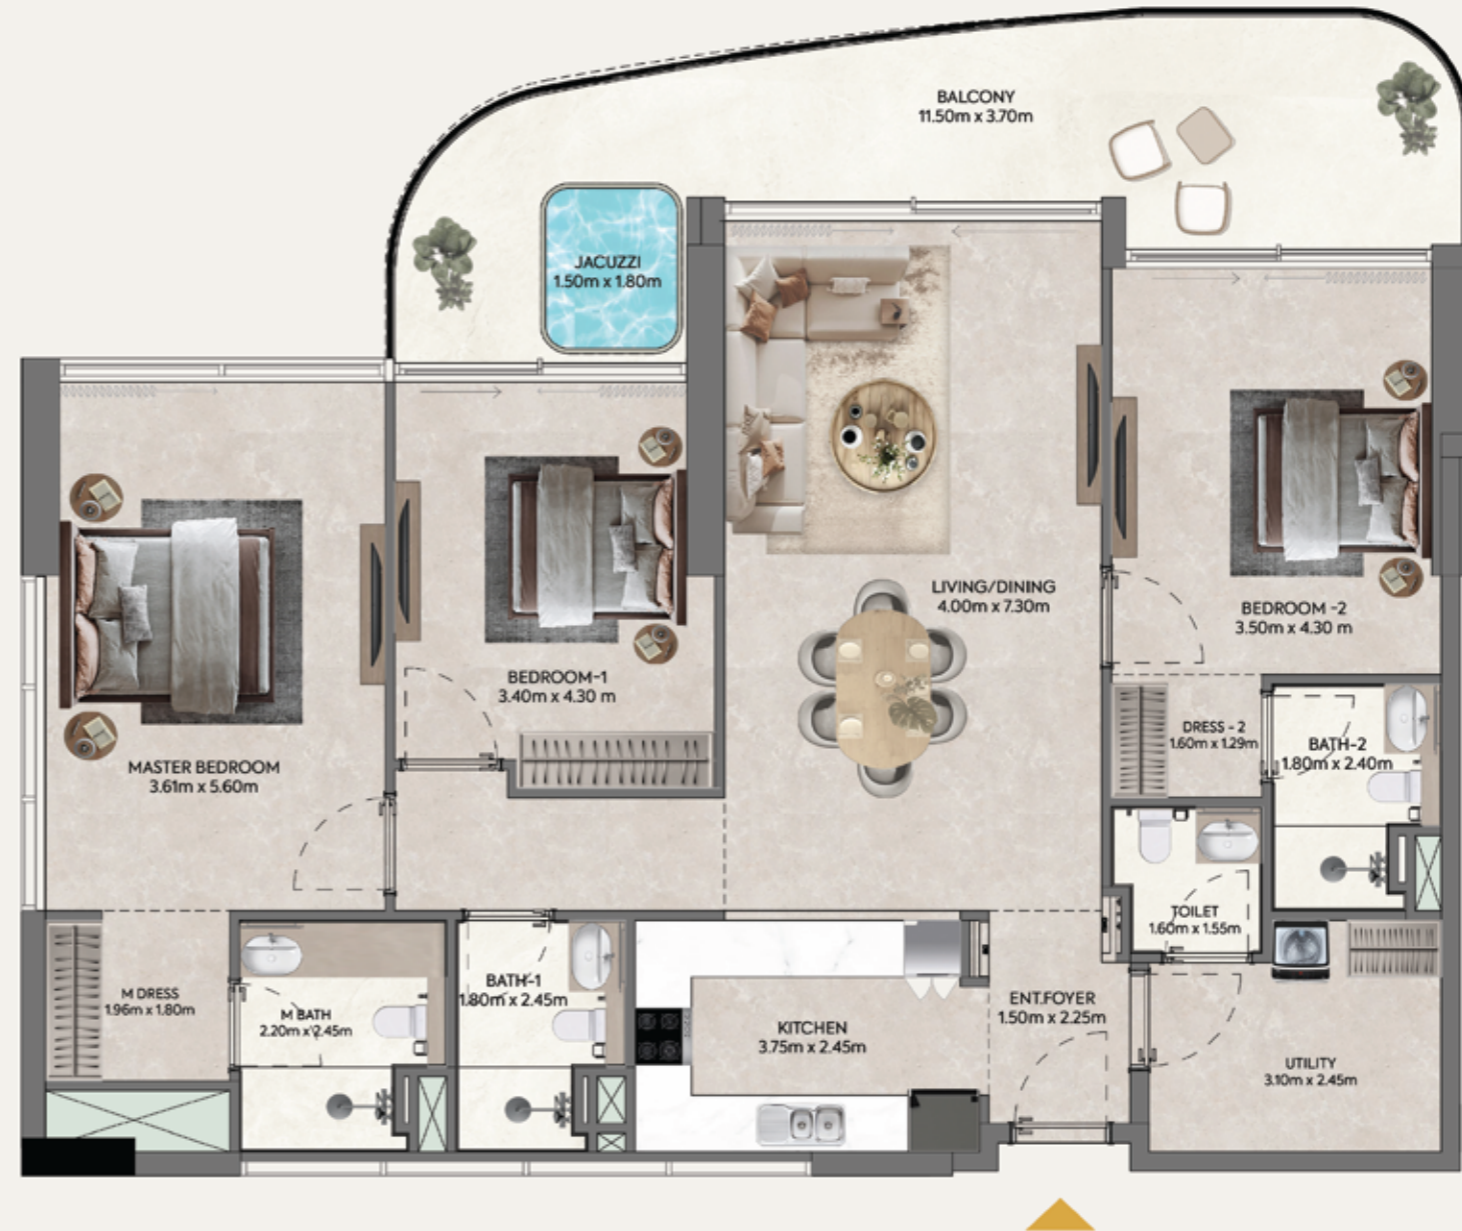 BALCONY
11.50m x 3.70m
JACUZZI
1.50m x 1.80m
LIVING/DINING
4.00m x 7.30m
BEDROOM -2
3.50m x 4.30 m
BEDROOM-1
3.40m x 4.30 m
MASTER BEDROOM
3.61m x 5.60m
DRESS - 2
1.60m x 1.29m
BATH-2
1.80m x 2.40m
TOILET
1.60m x 1.55m
M DRESS
1.96m x 1.80m
M BATH
2.20m x 2.45m
BATH-1
1.80m x 2.45m
KITCHEN
3.75m x 2.45m
ENT.FOYER
1.50m x 2.25m
UTILITY
3.10m x 2.45m